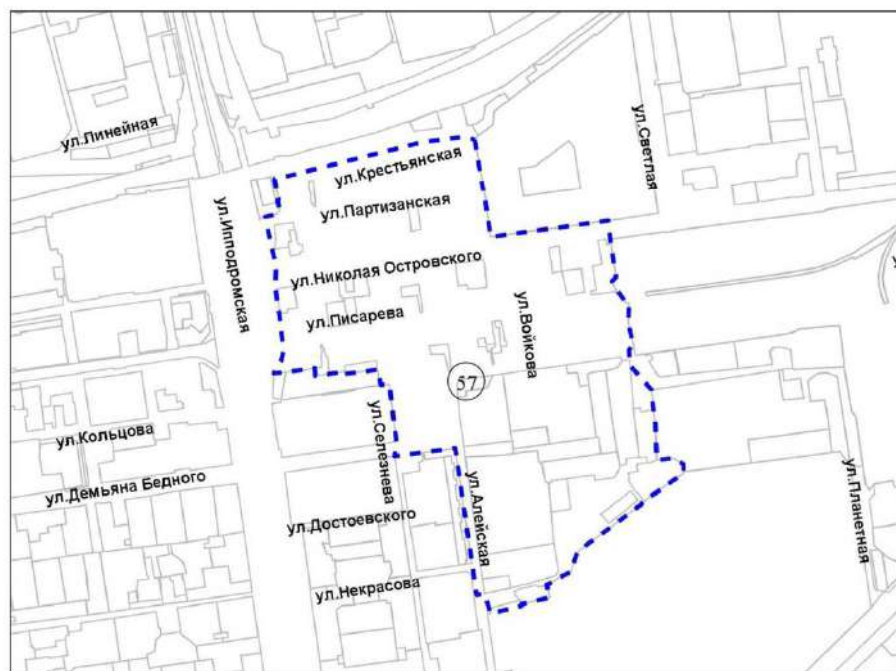 ул.Линейная
ул.Светлая
ул.Крестьянская
ул.Партизанская
ул.Ипподромская
ул.Николая Островского
ул.Писарева
ул.Войкова
57
ул.Кольцова
ул.Селезнева
ул.Демьяна Бедного
ул.Алейская
ул.Планетная
ул.Достоевского
ул.Некрасова